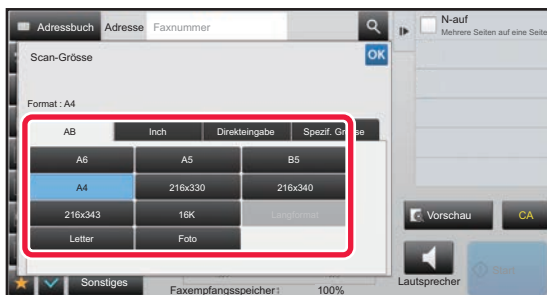 Adressbuch Adresse Faxnummer
N-auf
Mehrere Seiten auf eine Seite
Scan-Grösse
OK
Format : A4
AB Inch Direkteingabe Spezif. Grösse
A6 A5 B5
A4 216x330 216x340
216x343 16K Langformat
Letter Foto
Vorschau CA
Sonstiges
Faxempfangsspeicher: 100%
Lautsprecher
Start